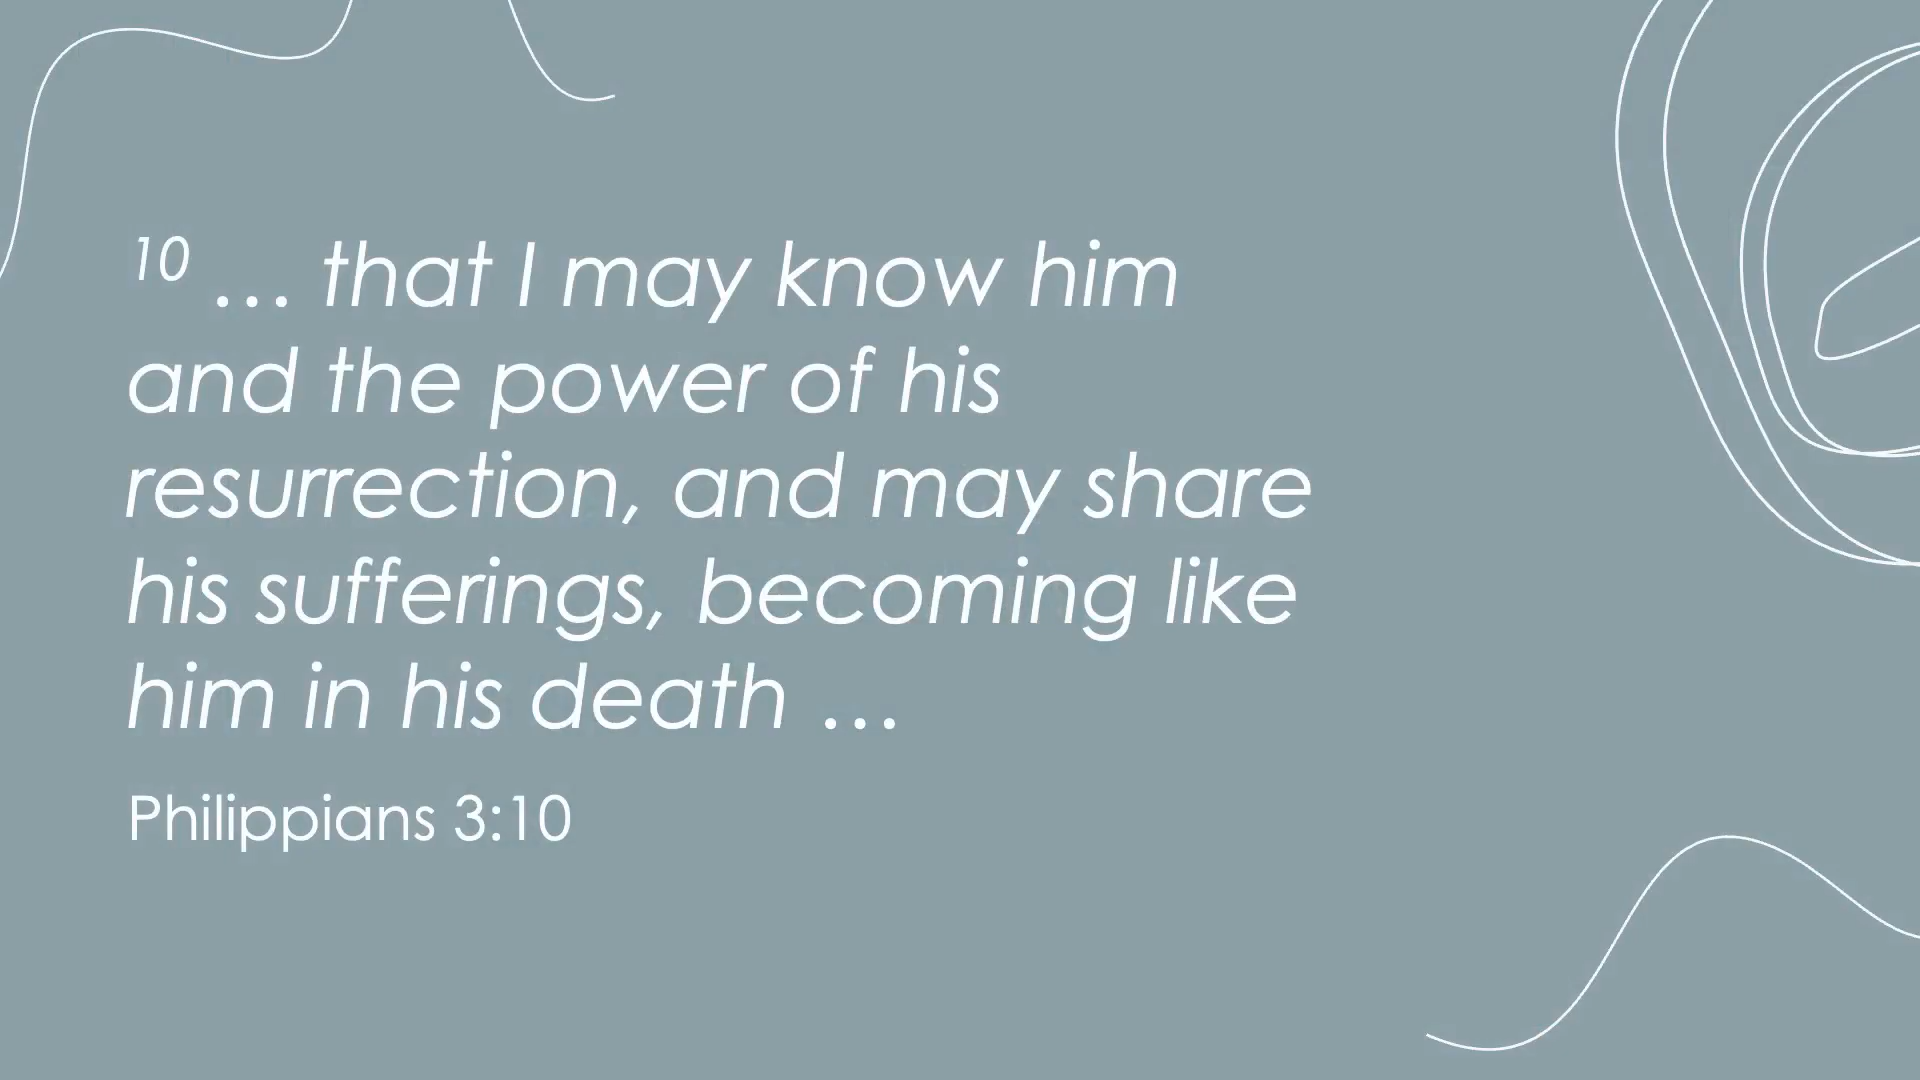 10 … that I may know him
and the power of his
resurrection, and may share
his sufferings, becoming like
him in his death …
Philippians 3:10